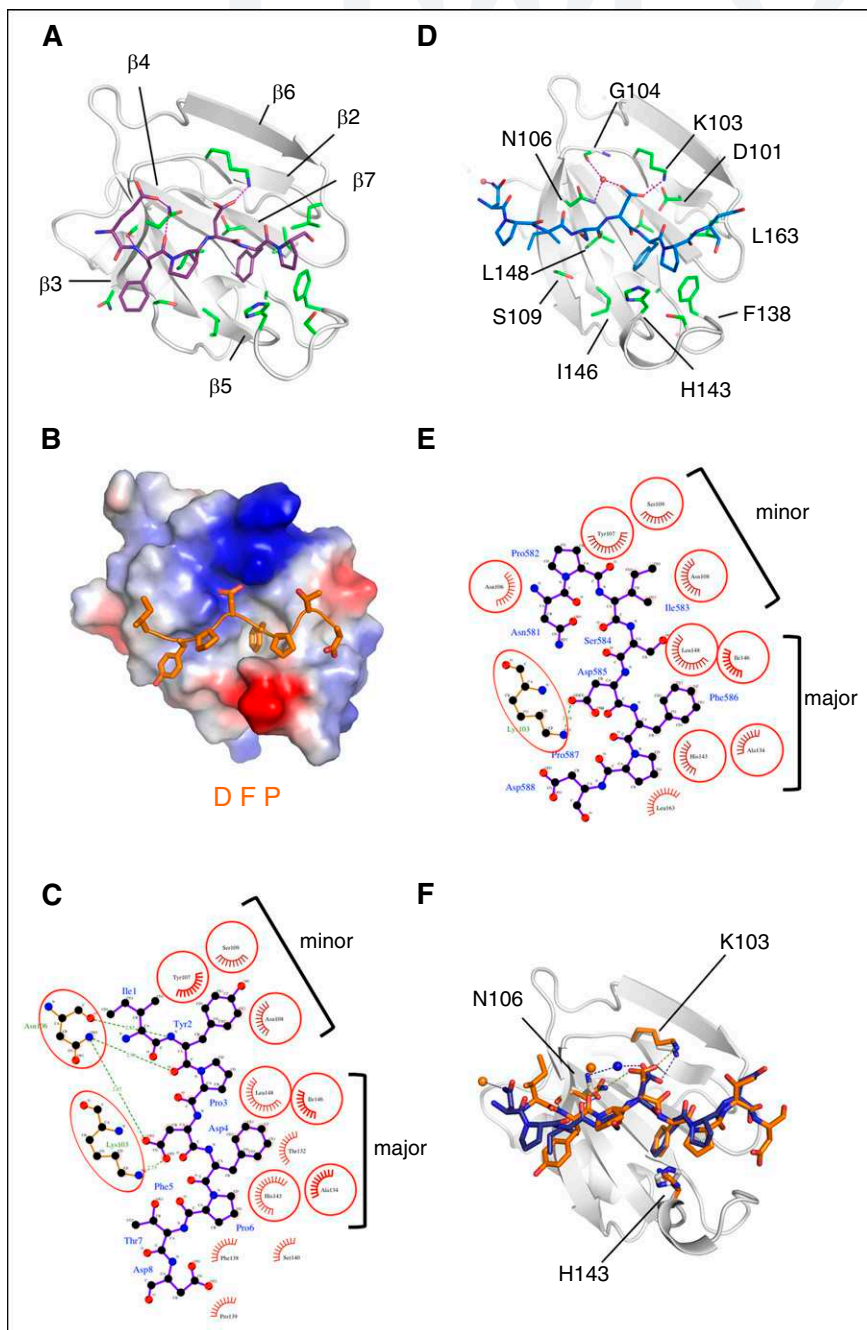 A
β4
β6
β2
β7
β3
β5
D
G104
N106
K103
D101
L163
L148
S109
F138
I146
H143
B
D F P
E
minor
Ser109
Tyr107
Pro582
Asn106
Asn108
Ile583
Asn581
Ser584
Leu148
Ile146
Asp585
Phe586
major
Lys103
Pro587
His143
Ala134
Asp588
Leu163
C
minor
Ser109
Tyr107
Ile1
Asn106
Tyr2
Asn108
Pro3
Leu148
Ile146
Asp4
major
Lys103
Thr132
Phe5
His143
Ala134
Thr7
Pro6
Phe138
Ser140
Asp8
Pro139
F
K103
N106
H143